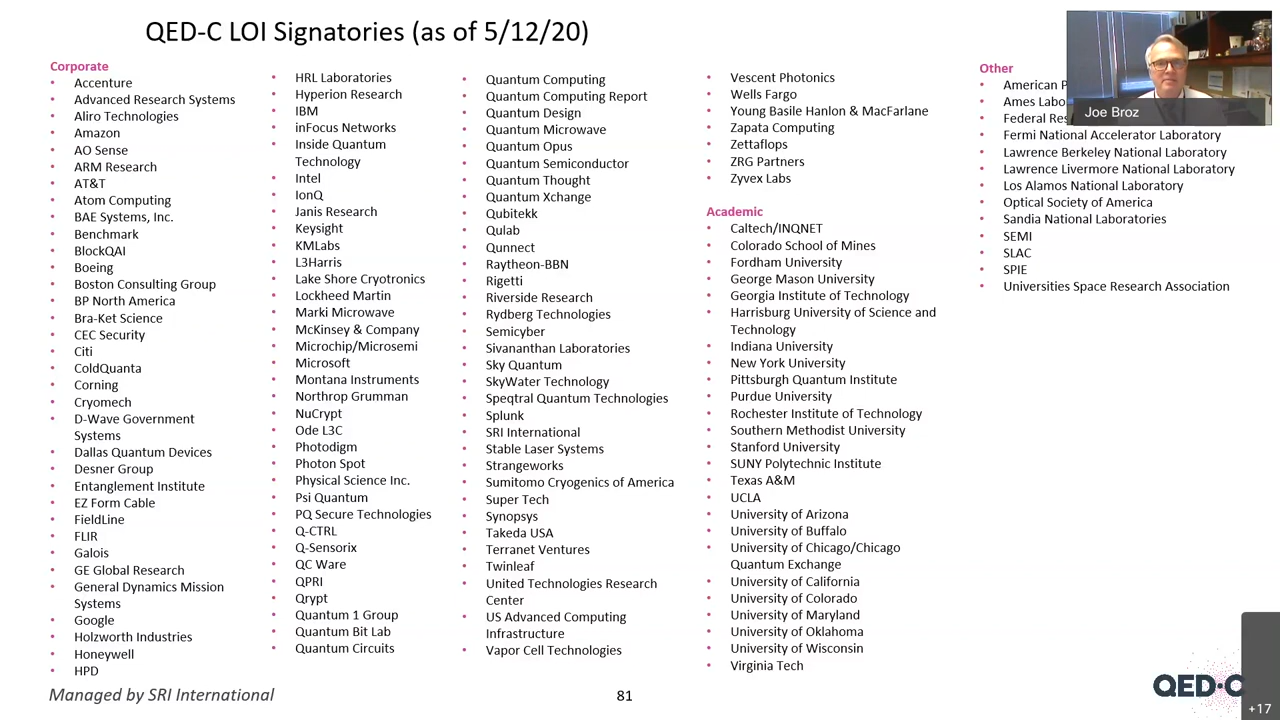 QED-C LOI Signatories (as of 5/12/20)
Corporate
• Accenture
• Advanced Research Systems
• Aliro Technologies
• Amazon
• AO Sense
• ARM Research
• AT&T
• Atom Computing
• BAE Systems, Inc.
• Benchmark
• BlockQAI
• Boeing
• Boston Consulting Group
• BP North America
• Bra-Ket Science
• CEC Security
• Citi
• ColdQuanta
• Corning
• Cryomech
• D-Wave Government
Systems
• Dallas Quantum Devices
• Desner Group
• Entanglement Institute
• EZ Form Cable
• FieldLine
• FLIR
• Galois
• GE Global Research
• General Dynamics Mission
Systems
• Google
• Holzworth Industries
• Honeywell
• HPD
• HRL Laboratories
• Hyperion Research
• IBM
• inFocus Networks
• Inside Quantum
Technology
• Intel
• IonQ
• Janis Research
• Keysight
• KMLabs
• L3Harris
• Lake Shore Cryotronics
• Lockheed Martin
• Marki Microwave
• McKinsey & Company
• Microchip/Microsemi
• Microsoft
• Montana Instruments
• Northrop Grumman
• NuCrypt
• Ode L3C
• Photodigm
• Photon Spot
• Physical Science Inc.
• Psi Quantum
• PQ Secure Technologies
• Q-CTRL
• Q-Sensorix
• QC Ware
• QPRI
• Qrypt
• Quantum 1 Group
• Quantum Bit Lab
• Quantum Circuits
• Quantum Computing
• Quantum Computing Report
• Quantum Design
• Quantum Microwave
• Quantum Opus
• Quantum Semiconductor
• Quantum Thought
• Quantum Xchange
• Qubitekk
• Qulab
• Qunnect
• Raytheon-BBN
• Rigetti
• Riverside Research
• Rydberg Technologies
• Semicyber
• Sivananthan Laboratories
• Sky Quantum
• SkyWater Technology
• Speqtral Quantum Technologies
• Splunk
• SRI International
• Stable Laser Systems
• Strangeworks
• Sumitomo Cryogenics of America
• Super Tech
• Synopsys
• Takeda USA
• Terranet Ventures
• Twinleaf
• United Technologies Research
Center
• US Advanced Computing
Infrastructure
• Vapor Cell Technologies
• Vescent Photonics
• Wells Fargo
• Young Basile Hanlon & MacFarlane
• Zapata Computing
• Zettaflops
• ZRG Partners
• Zyvex Labs
Academic
• Caltech/INQNET
• Colorado School of Mines
• Fordham University
• George Mason University
• Georgia Institute of Technology
• Harrisburg University of Science and
Technology
• Indiana University
• New York University
• Pittsburgh Quantum Institute
• Purdue University
• Rochester Institute of Technology
• Southern Methodist University
• Stanford University
• SUNY Polytechnic Institute
• Texas A&M
• UCLA
• University of Arizona
• University of Buffalo
• University of Chicago/Chicago
Quantum Exchange
• University of California
• University of Colorado
• University of Maryland
• University of Oklahoma
• University of Wisconsin
• Virginia Tech
Other
• American
• Ames
• Federal
• Fermi National Accelerator Laboratory
• Lawrence Berkeley National Laboratory
• Lawrence Livermore National Laboratory
• Los Alamos National Laboratory
• Optical Society of America
• Sandia National Laboratories
• SEMI
• SLAC
• SPIE
• Universities Space Research Association
Joe Broz
Managed by SRI International
81
QED-C
+17